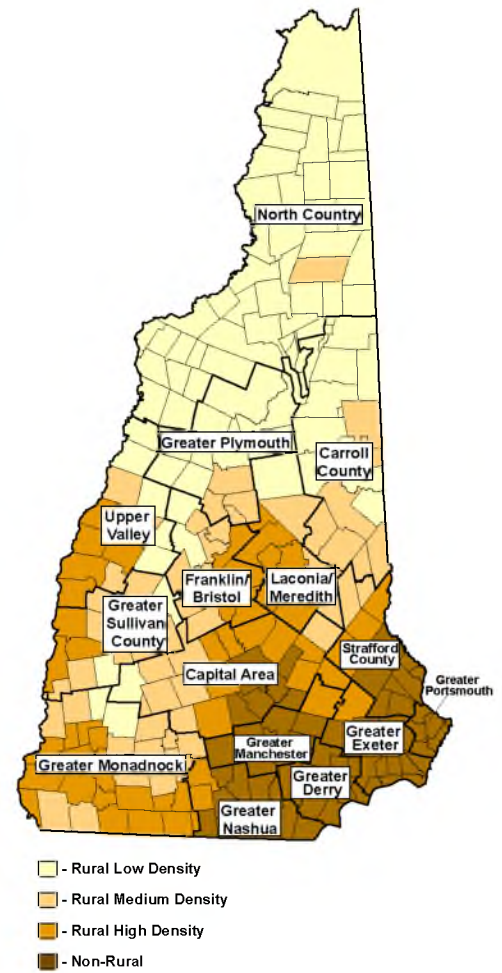 North Country
Greater Plymouth
Carroll
County
Upper
Valley
Franklin/
Bristol
Laconia/
Meredith
Greater
Sullivan
County
Strafford
County
Capital Area
Greater
Portsmouth
Greater
Exeter
Greater
Manchester
Greater Monadnock
Greater
Derry
Greater
Nashua
- Rural Low Density
- Rural Medium Density
- Rural High Density
- Non-Rural